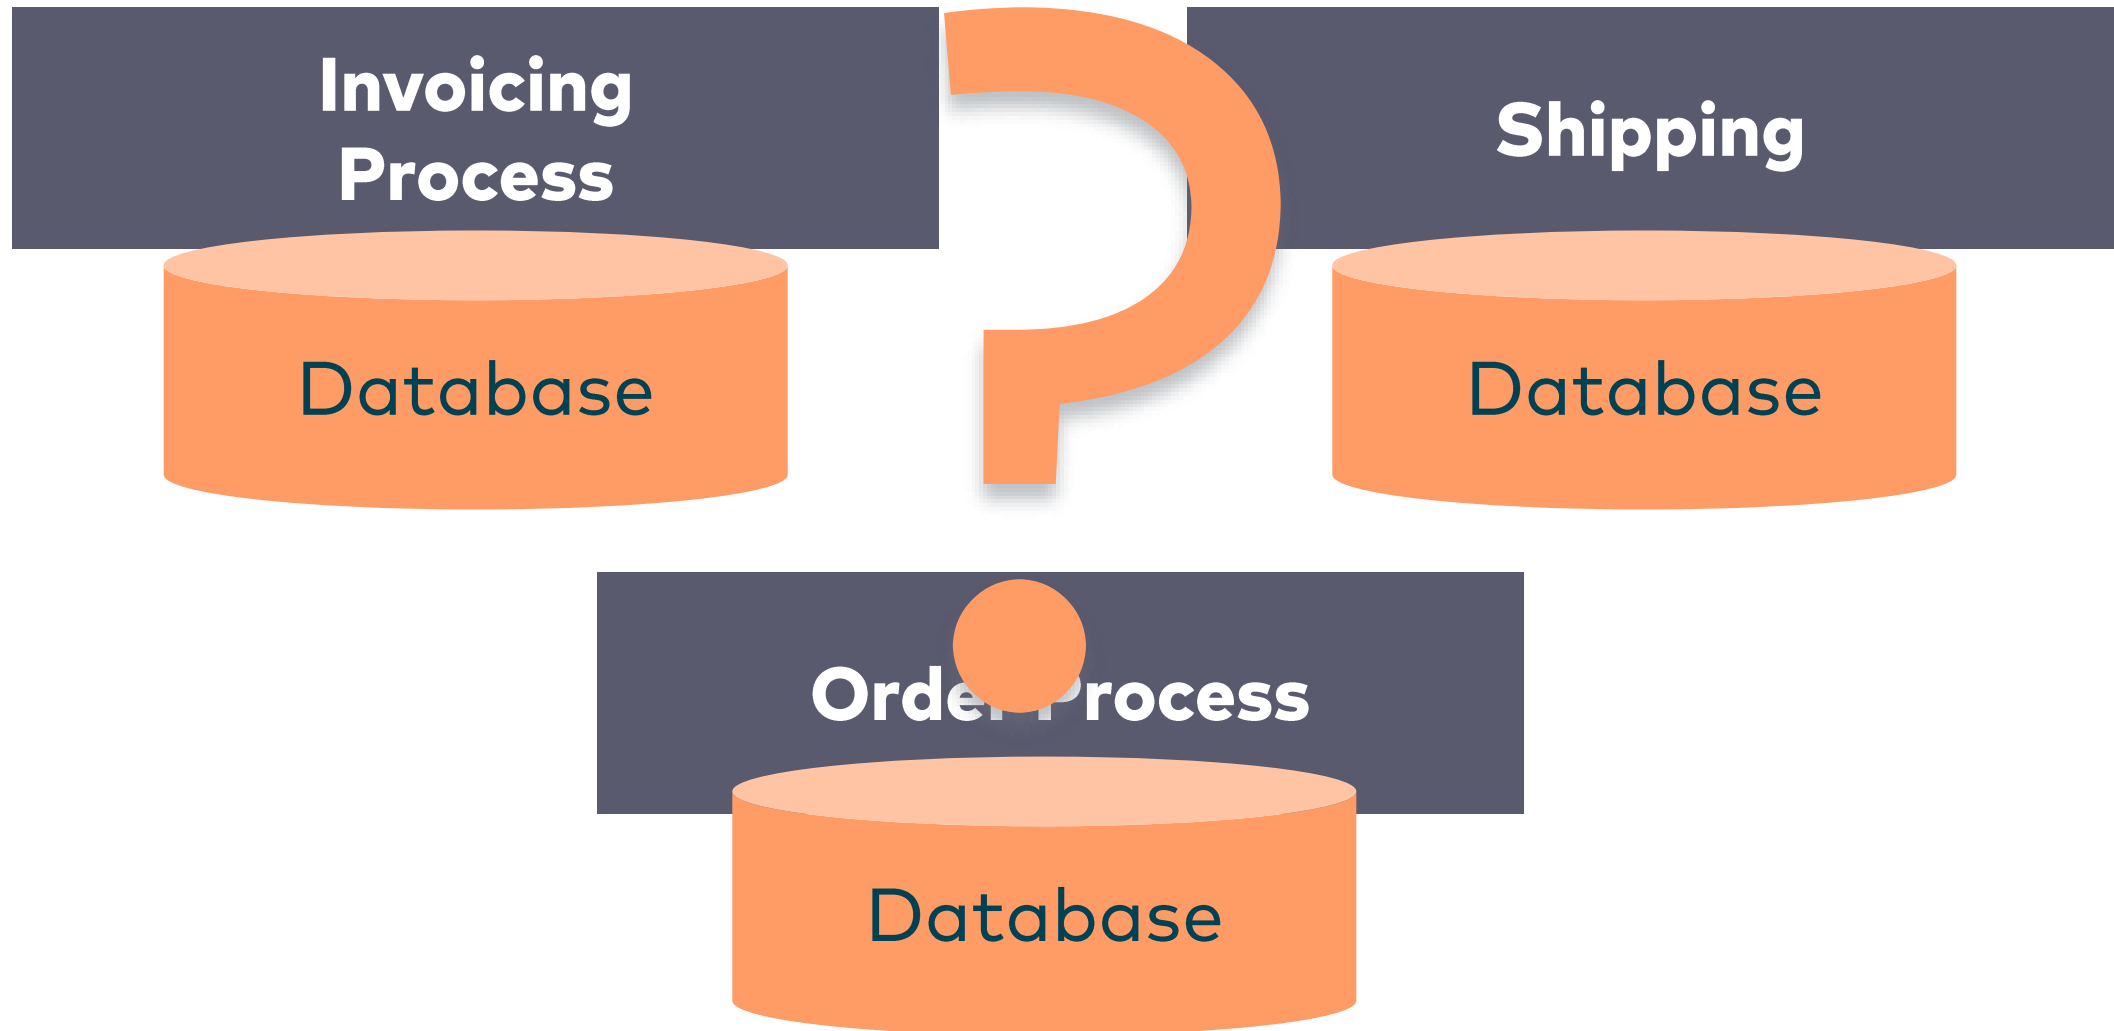 Invoicing
Process
Shipping
Database
Database
Order Process
Database